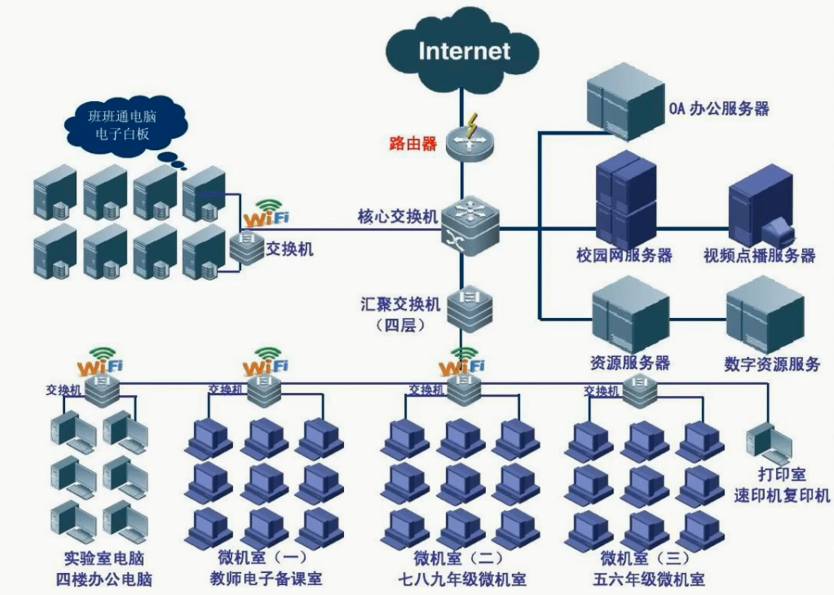 Internet
OA 办公服务器
班班通电脑
电子白板
路由器
核心交换机
WiFi
交换机
校园网服务器
视频点播服务器
汇聚交换机
（四层）
资源服务器
数字资源服务
WiFi
WiFi
WiFi
交换机
交换机
交换机
交换机
打印室
速印机复印机
实验室电脑
四楼办公电脑
微机室（一）
教师电子备课室
微机室（二）
七八九年级微机室
微机室（三）
五六年级微机室